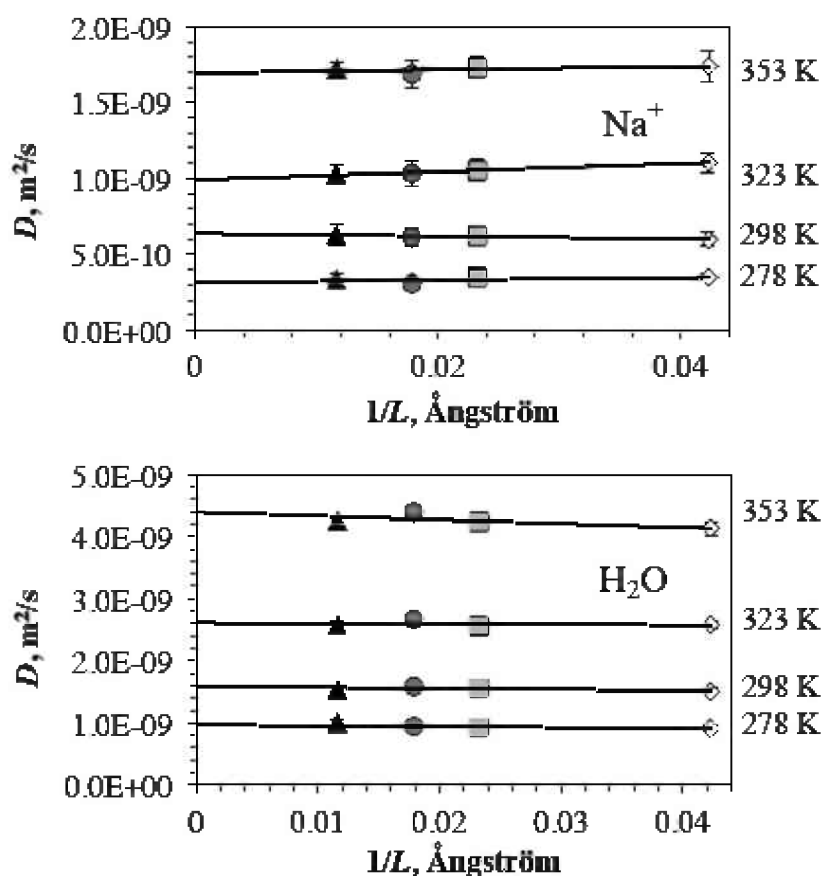 2.0E-09
353 K
1.5E-09
Na⁺
D, m²/s
1.0E-09
323 K
298 K
5.0E-10
278 K
0.0E+00
0
0.02
0.04
1/L, Ångström
5.0E-09
353 K
4.0E-09
H₂O
D, m²/s
3.0E-09
323 K
2.0E-09
298 K
1.0E-09
278 K
0.0E+00
0
0.01
0.02
0.03
0.04
1/L, Ångström